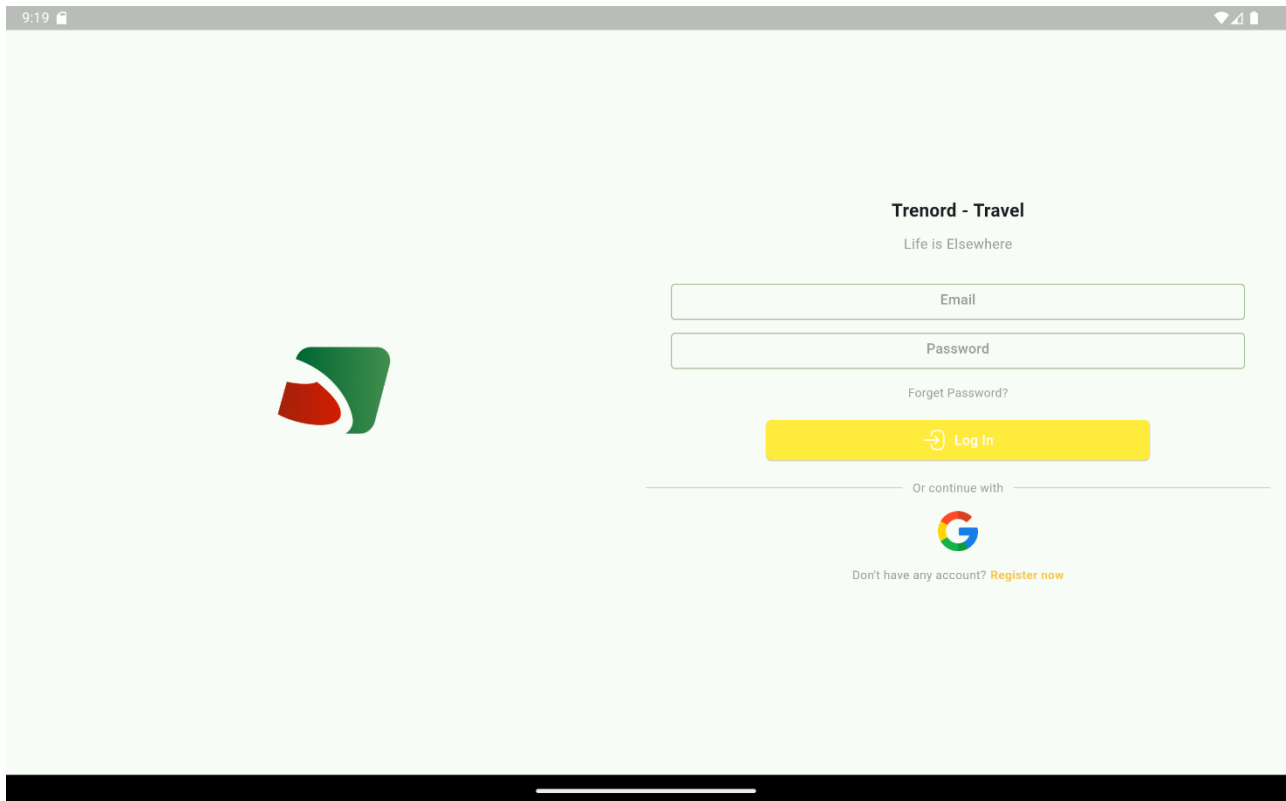 9:19
Trenord - Travel
Life is Elsewhere
Email
Password
Forget Password?
Log In
Or continue with
Don't have any account? Register now